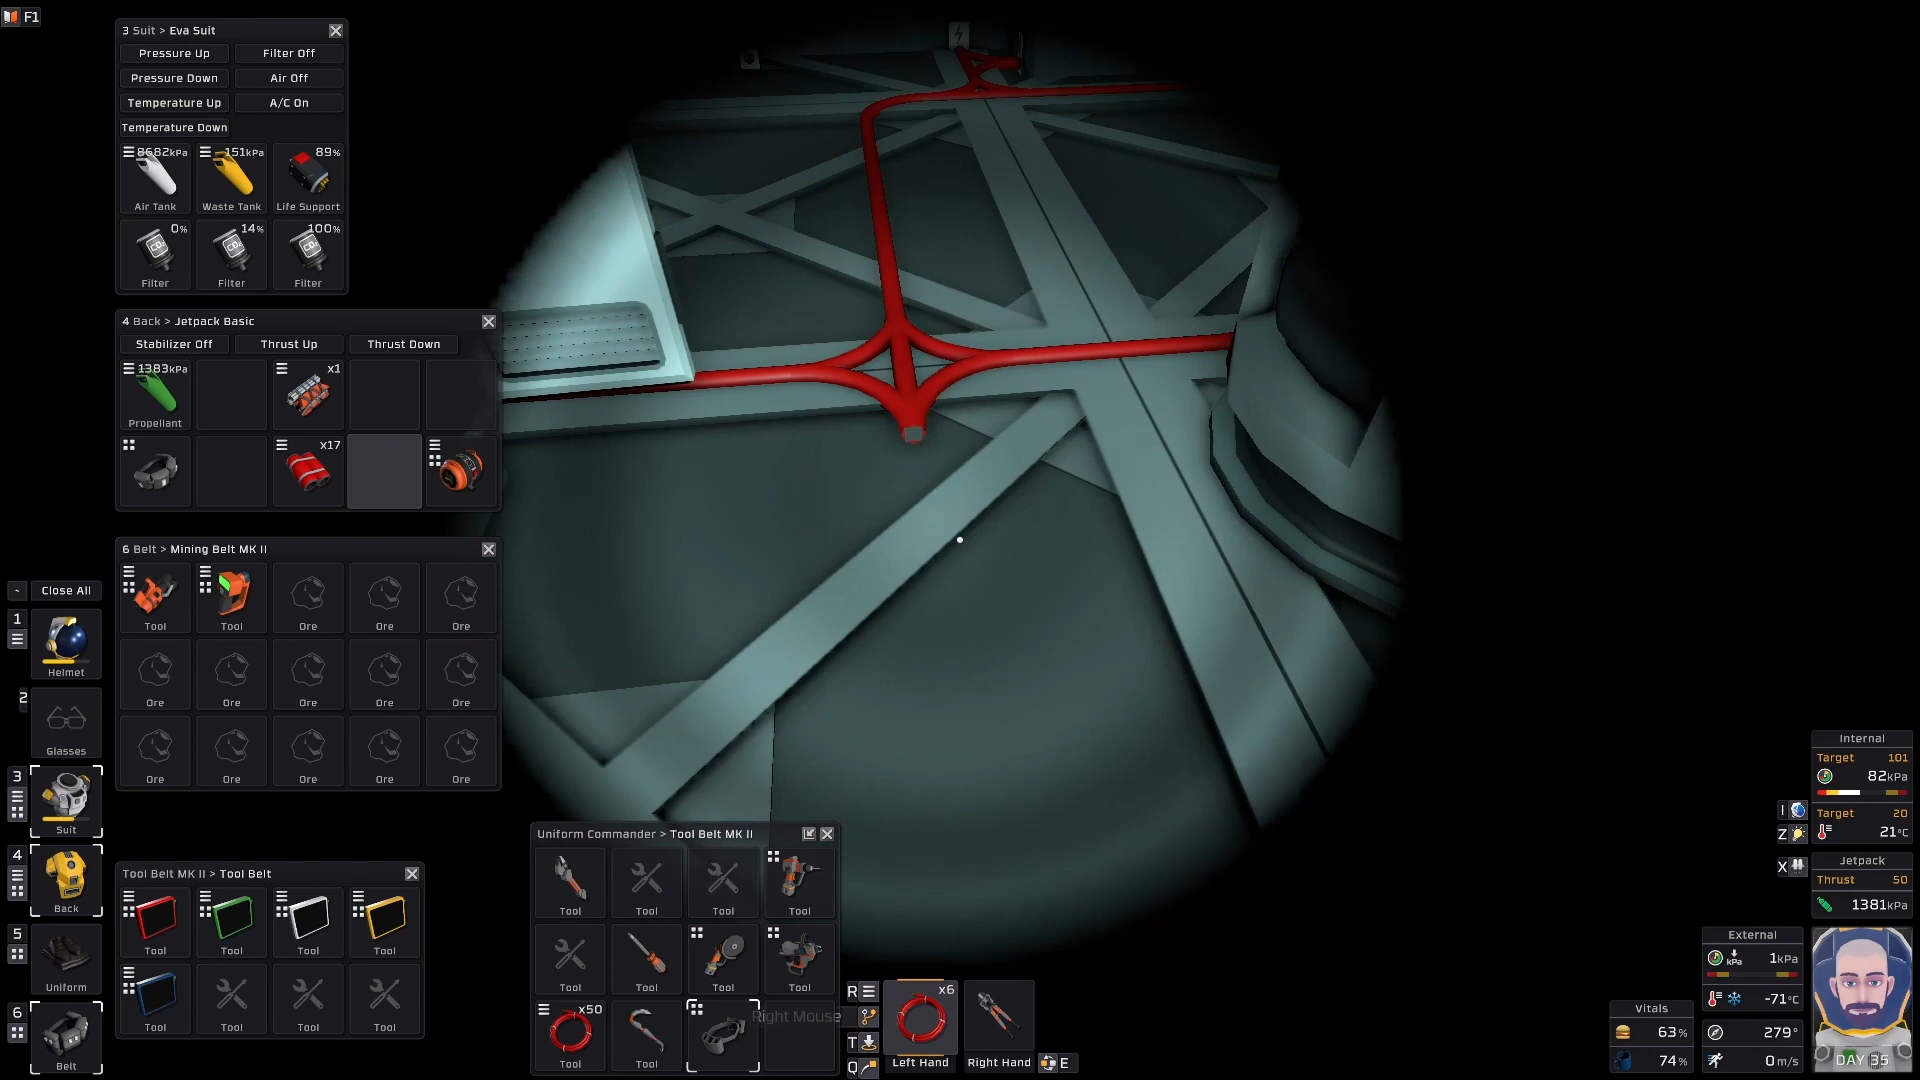 F1
3 Suit > Eva Suit
Pressure Up
Filter Off
Pressure Down
Air Off
Temperature Up
A/C On
Temperature Down
8682kPa
151kPa
89%
Air Tank
Waste Tank
Life Support
0%
14%
100%
Filter
Filter
Filter
4 Back > Jetpack Basic
Stabilizer Off
Thrust Up
Thrust Down
1383kPa
x1
Propellant
x17
6 Belt > Mining Belt MK II
Tool
Tool
Ore
Ore
Ore
Ore
Ore
Ore
Ore
Ore
Ore
Ore
Ore
Ore
Ore
~
Close All
1
Helmet
2
Glasses
3
Suit
4
Back
5
Uniform
6
Belt
Tool Belt MK II > Tool Belt
Tool
Tool
Tool
Tool
Tool
Tool
Tool
Tool
Uniform Commander > Tool Belt MK II
Tool
Tool
Tool
Tool
Tool
Tool
Tool
Tool
x50
Tool
Tool
Right Mouse
R
T
Q
x6
Left Hand
Right Hand
E
Internal
Target 101
82kPa
Target 20
21°C
I
Z
X
Jetpack
Thrust 50
1381kPa
External
kPa
1kPa
-71°C
Vitals
63%
74%
279°
0m/s
DAY 35